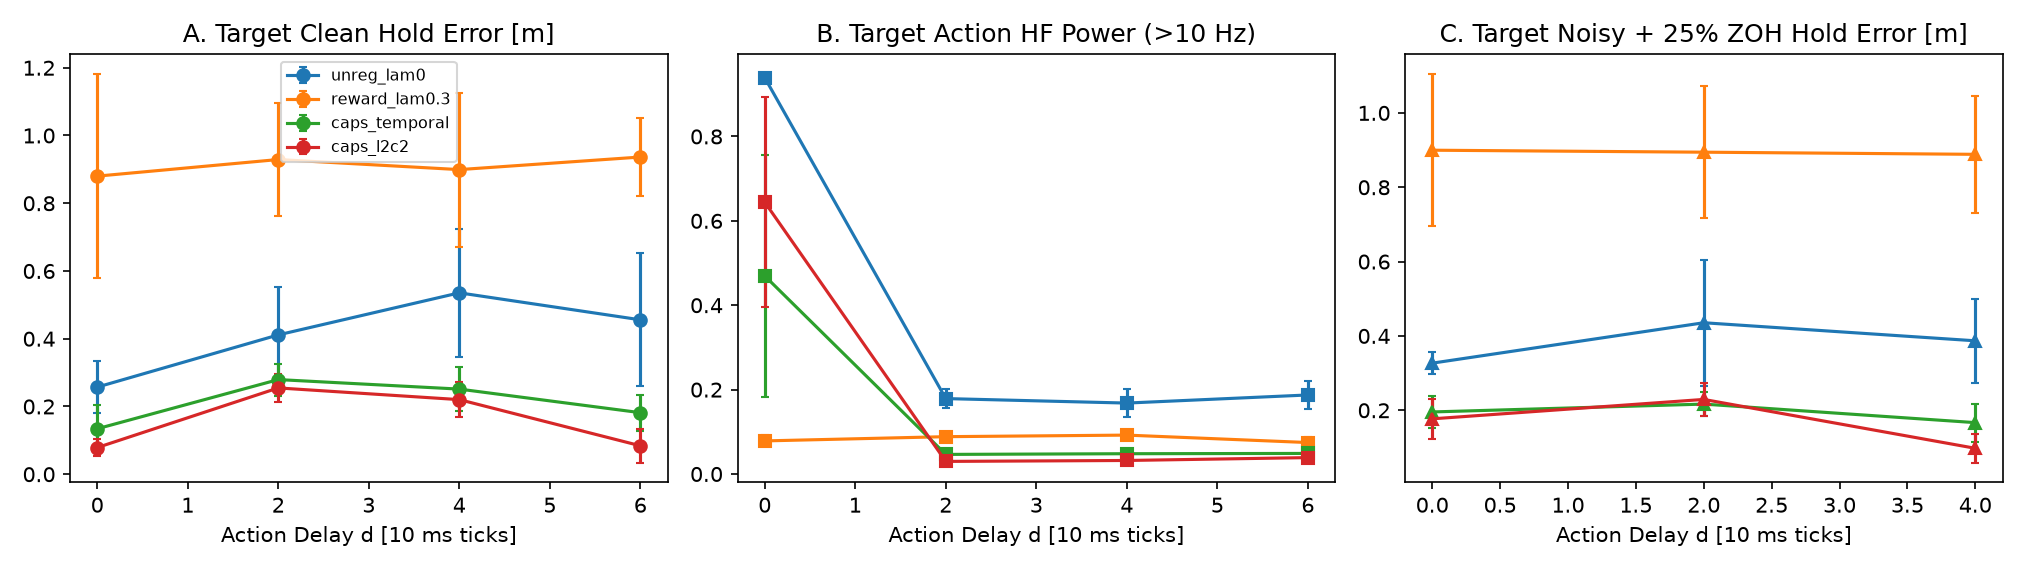 A. Target Clean Hold Error [m]
1.2
1.0
0.8
0.6
0.4
0.2
0.0
unreg_lam0
reward_lam0.3
caps_temporal
caps_l2c2
0 1 2 3 4 5 6
Action Delay d [10 ms ticks]
B. Target Action HF Power (>10 Hz)
0.8
0.6
0.4
0.2
0.0
0 1 2 3 4 5 6
Action Delay d [10 ms ticks]
C. Target Noisy + 25% ZOH Hold Error [m]
1.0
0.8
0.6
0.4
0.2
0.0 0.5 1.0 1.5 2.0 2.5 3.0 3.5 4.0
Action Delay d [10 ms ticks]